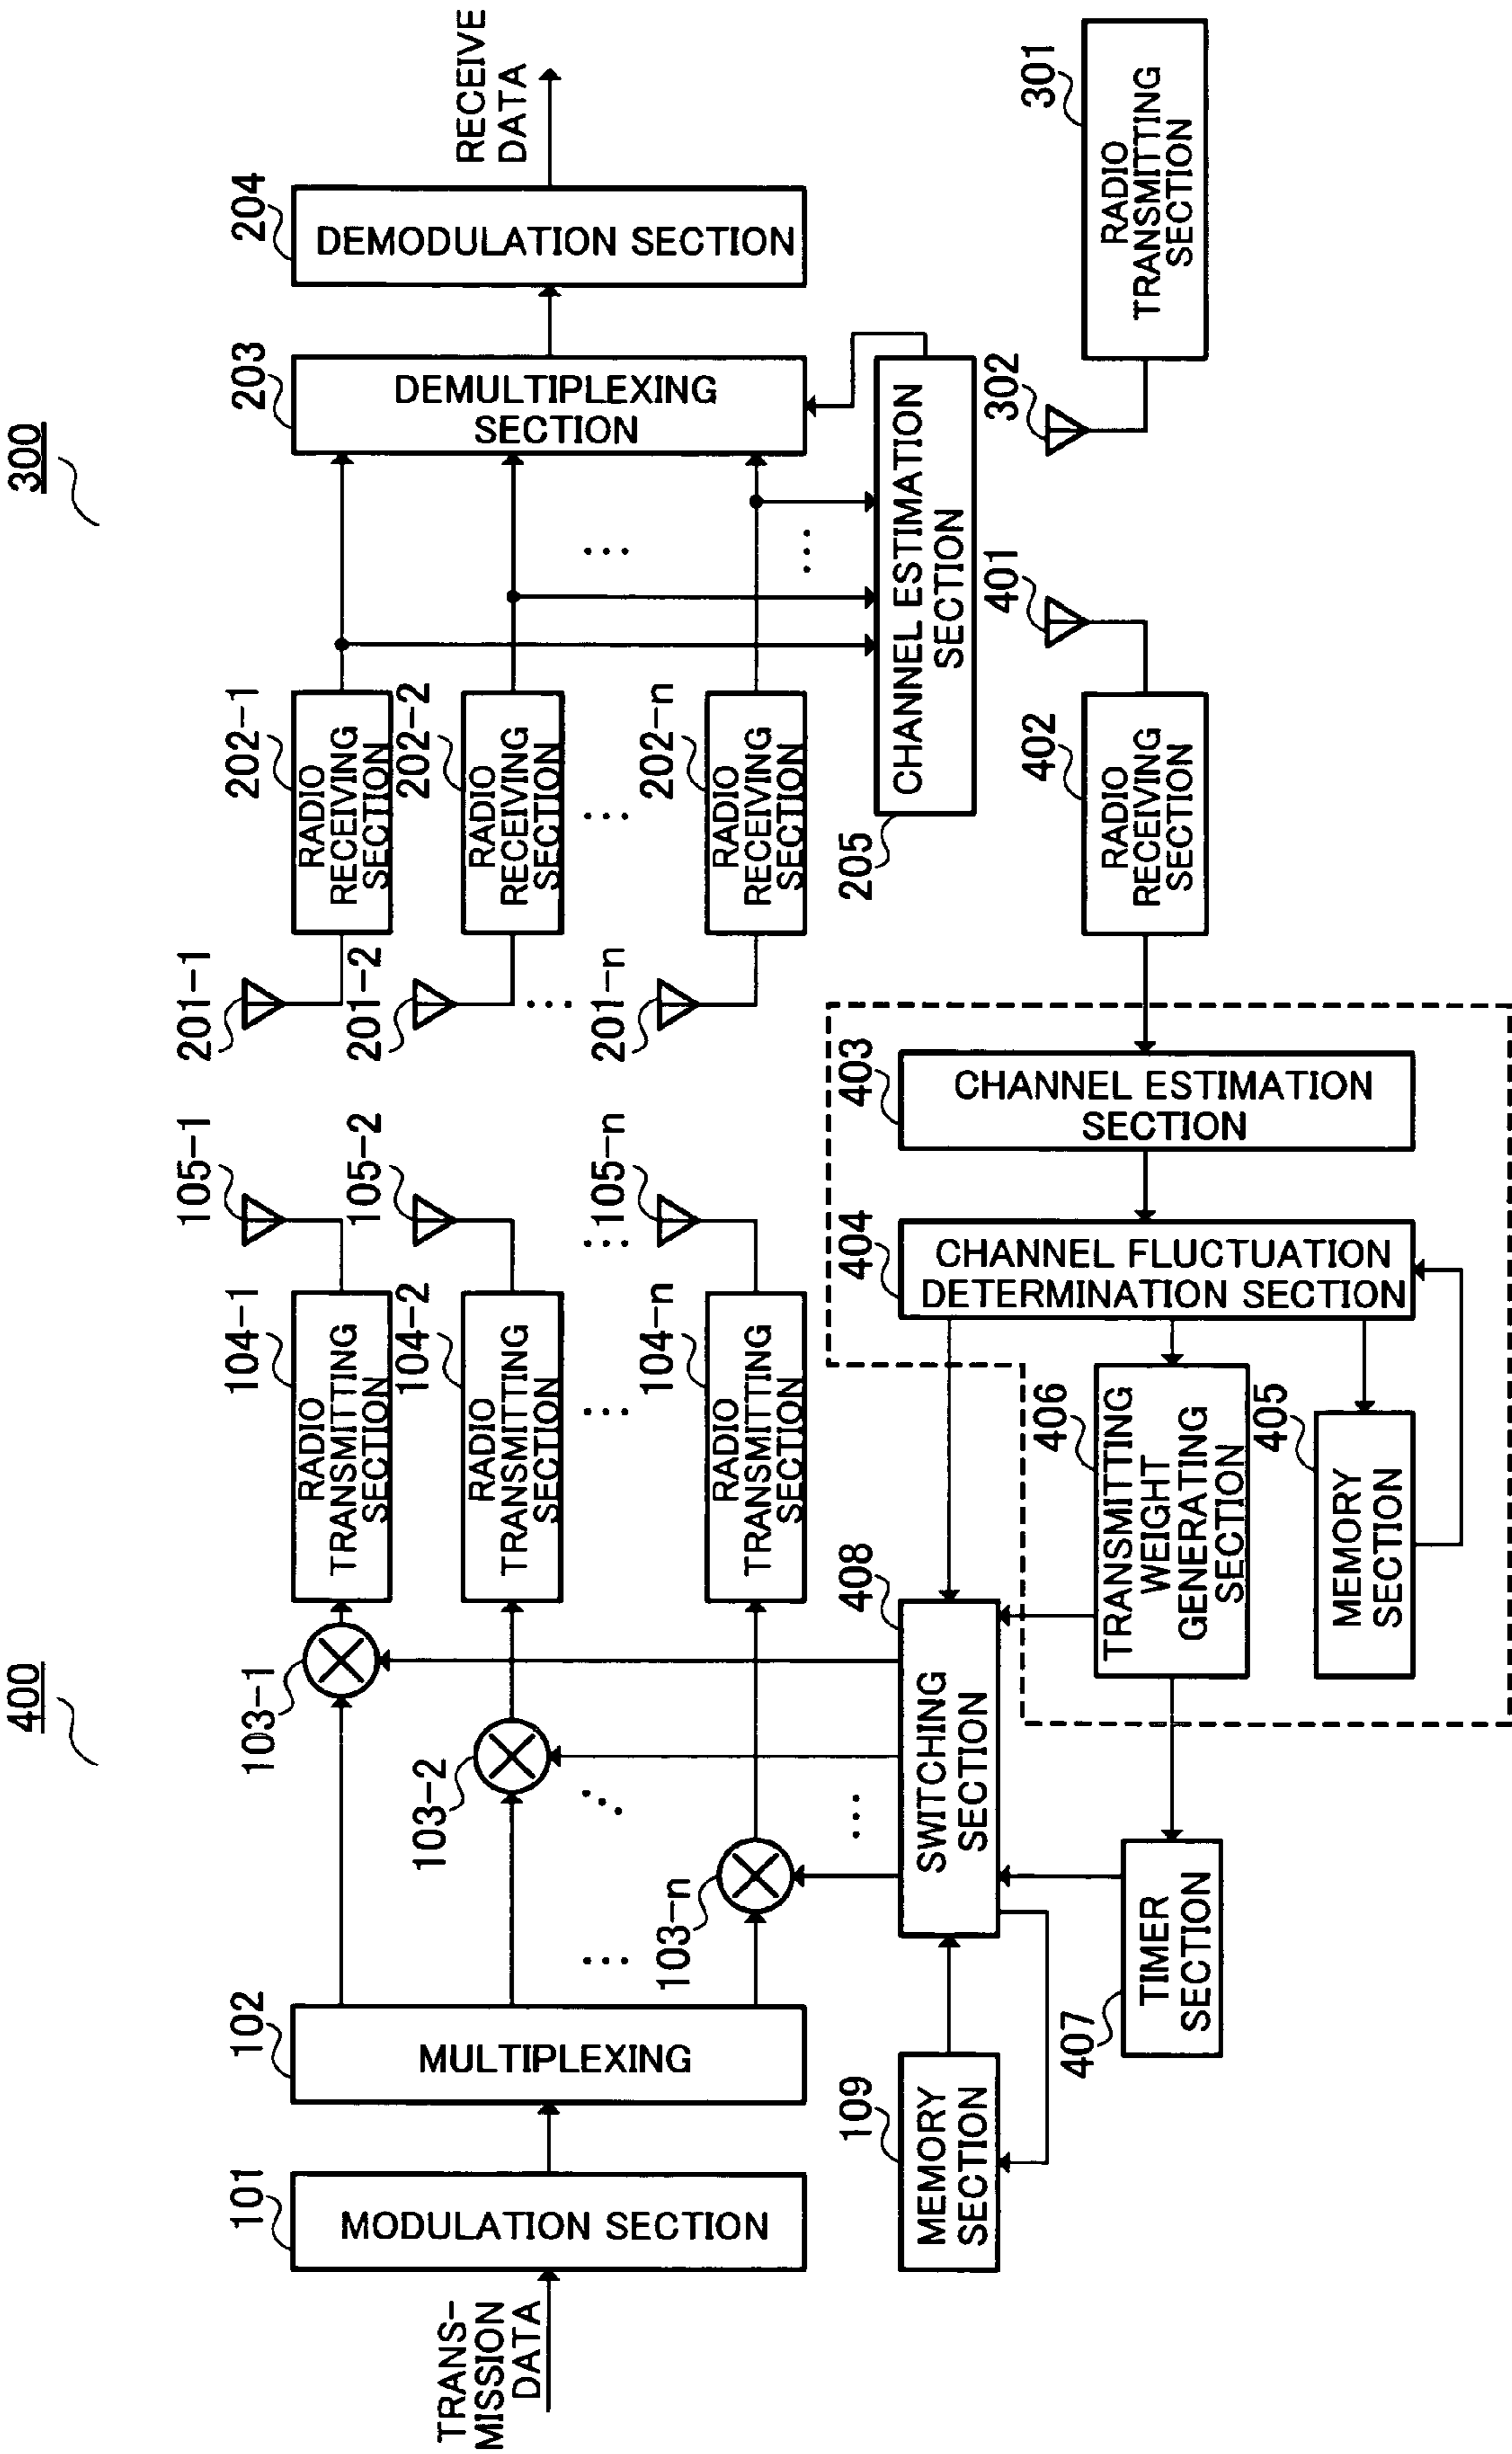 400
300
TRANS-
MISSION
DATA
101
MODULATION SECTION
102
MULTIPLEXING
103-1
103-2
103-n
104-1
RADIO
TRANSMITTING
SECTION
104-2
RADIO
TRANSMITTING
SECTION
104-n
RADIO
TRANSMITTING
SECTION
105-1
105-2
105-n
201-1
201-2
201-n
202-1
RADIO
RECEIVING
SECTION
202-2
RADIO
RECEIVING
SECTION
202-n
RADIO
RECEIVING
SECTION
203
DEMULTIPLEXING
SECTION
204
DEMODULATION SECTION
RECEIVE
DATA
205
CHANNEL ESTIMATION
SECTION
109
MEMORY
SECTION
408
SWITCHING
SECTION
407
TIMER
SECTION
406
TRANSMITTING
WEIGHT
GENERATING
SECTION
405
MEMORY
SECTION
404
CHANNEL FLUCTUATION
DETERMINATION SECTION
403
CHANNEL ESTIMATION
SECTION
402
RADIO
RECEIVING
SECTION
401
302
301
RADIO
TRANSMITTING
SECTION